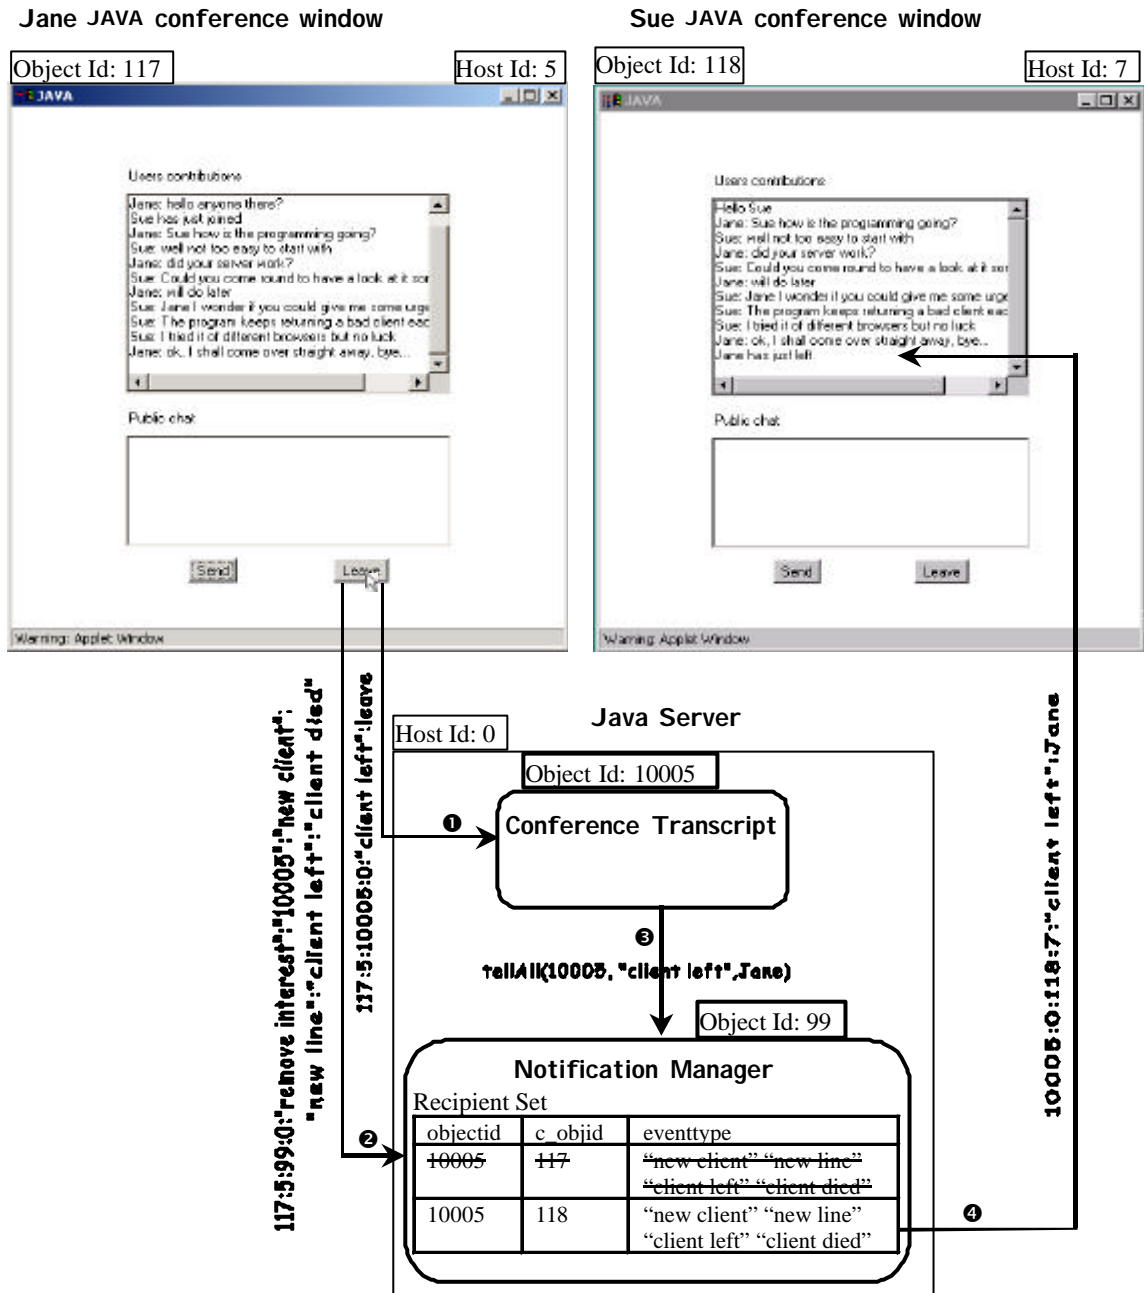 Jane JAVA conference window
Sue JAVA conference window
Object Id: 117
Host Id: 5
Object Id: 118
Host Id: 7
JAVA
Users contributions
Jane: hello anyone there?
Sue has just joined
Jane: Sue how is the programming going?
Sue: well not too easy to start with
Jane: did your server work?
Sue: Could you come round to have a look at it sor
Jane: will do later
Sue: Jane I wonder if you could give me some urge
Sue: The program keeps returning a bad client eac
Sue: I tried it of different browsers but no luck
Jane: ok, I shall come over straight away, bye...
Public chat
Send
Leave
Warning: Applet Window
JAVA
Users contributions
Hello Sue
Jane: Sue how is the programming going?
Sue: well not too easy to start with
Jane: did your server work?
Sue: Could you come round to have a look at it sor
Jane: will do later
Sue: Jane I wonder if you could give me some urge
Sue: The program keeps returning a bad client eac
Sue: I tried it of different browsers but no luck
Jane: ok, I shall come over straight away, bye...
Jane has just left
Public chat
Send
Leave
Warning: Applet Window
117:5:99:0:"remove interest":"10005":"new client":
"new line":"client left":"client died"
117:5:10005:0:"client left":leave
Java Server
Host Id: 0
Object Id: 10005
❶
Conference Transcript
❸
tellAll(10005, "client left",Jane)
Object Id: 99
Notification Manager
Recipient Set
objectid c_objid eventtype
❷
10005 117 “new client” “new line”
“client left” “client died”
10005 118 “new client” “new line”
“client left” “client died”
❹
10005:0:118:7:"client left":Jane